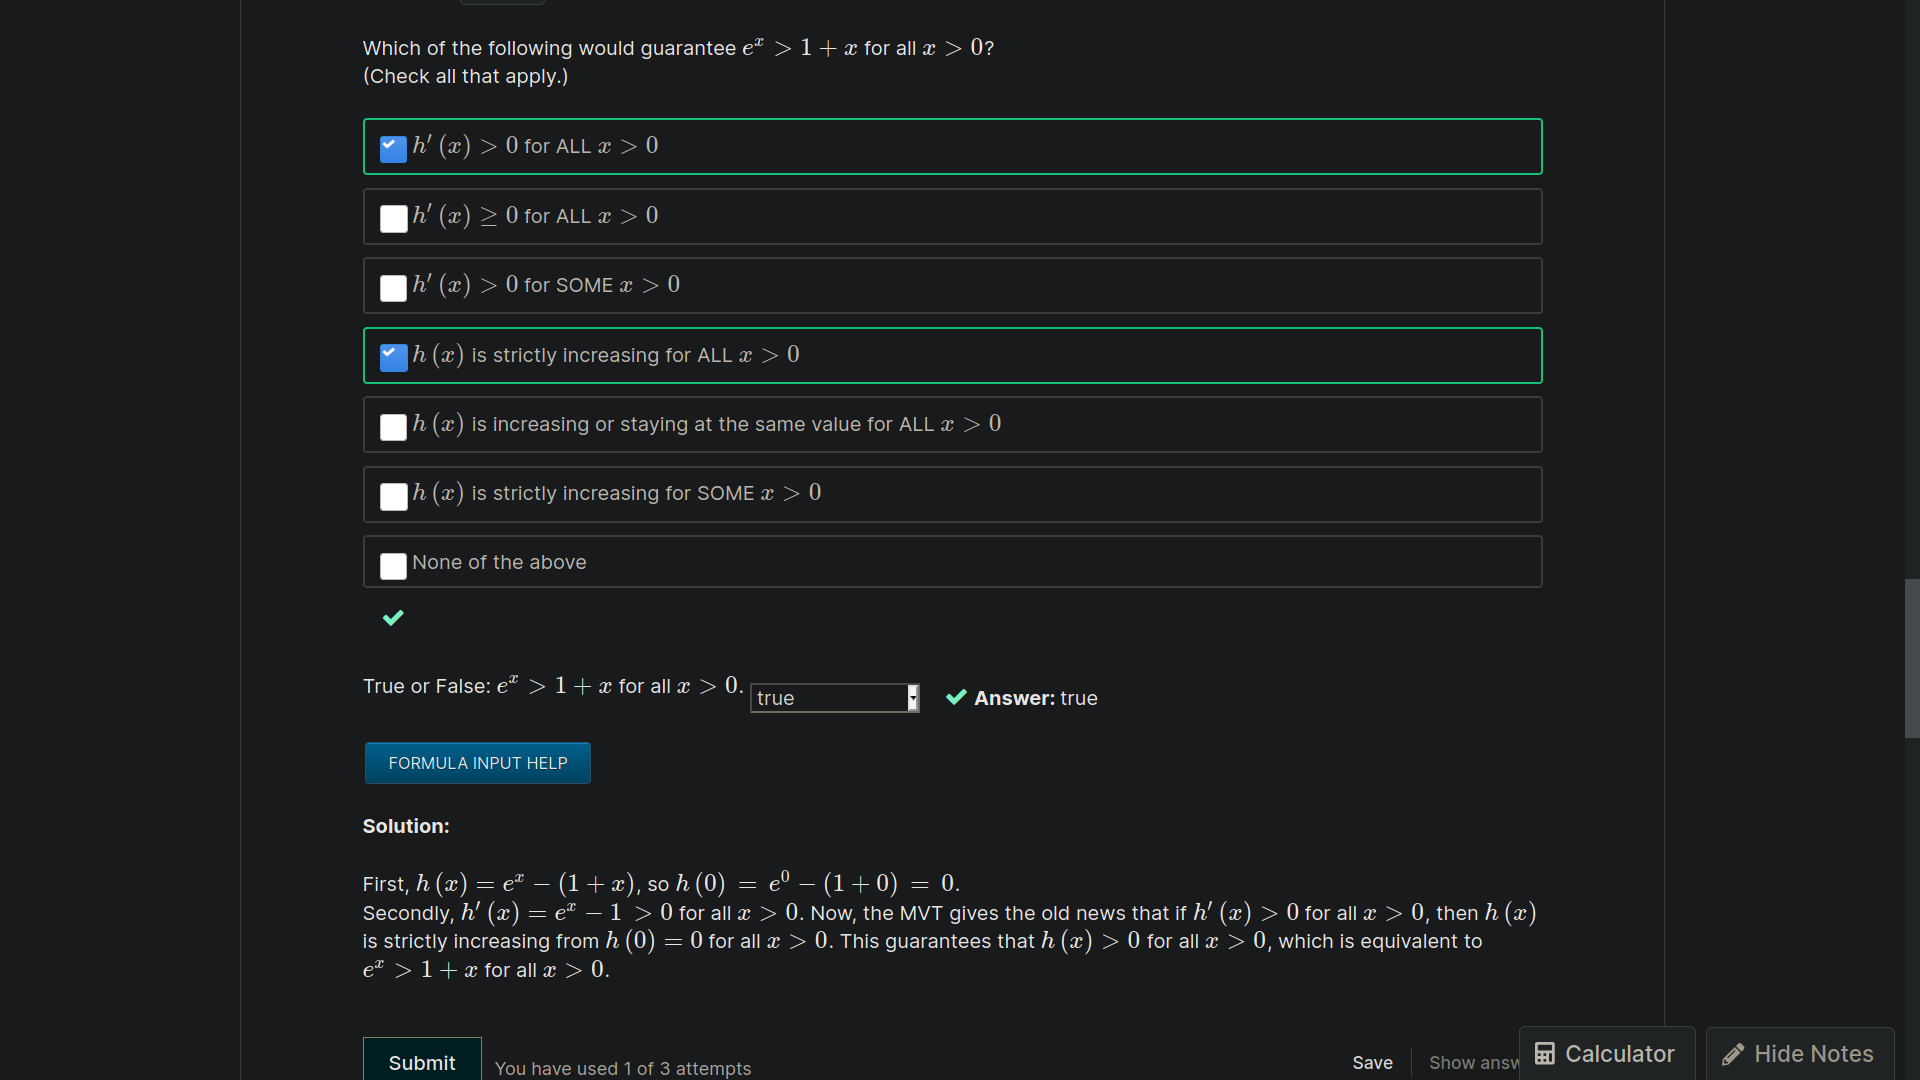 Which of the following would guarantee eˣ > 1 + x for all x > 0?
(Check all that apply.)
h′ (x) > 0 for ALL x > 0
h′ (x) ≥ 0 for ALL x > 0
h′ (x) > 0 for SOME x > 0
h (x) is strictly increasing for ALL x > 0
h (x) is increasing or staying at the same value for ALL x > 0
h (x) is strictly increasing for SOME x > 0
None of the above
True or False: eˣ > 1 + x for all x > 0. true Answer: true
FORMULA INPUT HELP
Solution:
First, h (x) = eˣ − (1 + x), so h (0) = e⁰ − (1 + 0) = 0.
Secondly, h′ (x) = eˣ − 1 > 0 for all x > 0. Now, the MVT gives the old news that if h′ (x) > 0 for all x > 0, then h (x)
is strictly increasing from h (0) = 0 for all x > 0. This guarantees that h (x) > 0 for all x > 0, which is equivalent to
eˣ > 1 + x for all x > 0.
Submit You have used 1 of 3 attempts Save Show answ Calculator Hide Notes